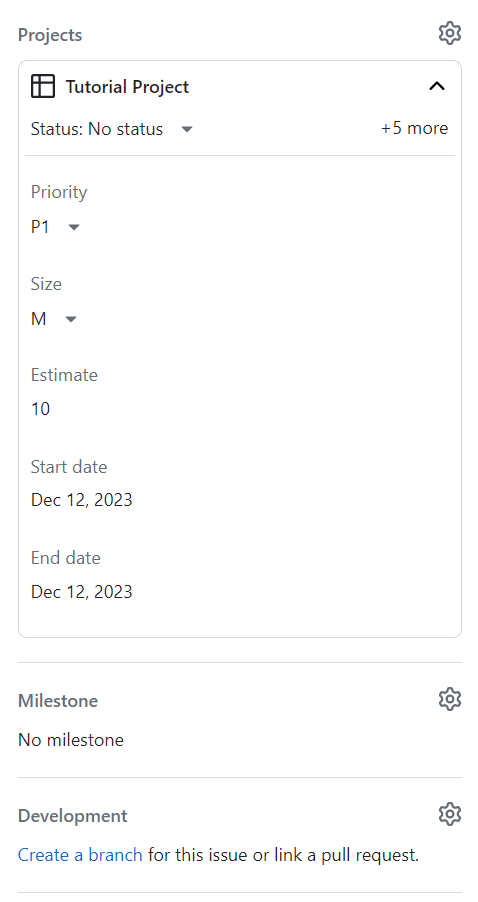 Projects
Tutorial Project
Status: No status +5 more
Priority
P1
Size
M
Estimate
10
Start date
Dec 12, 2023
End date
Dec 12, 2023
Milestone
No milestone
Development
Create a branch for this issue or link a pull request.